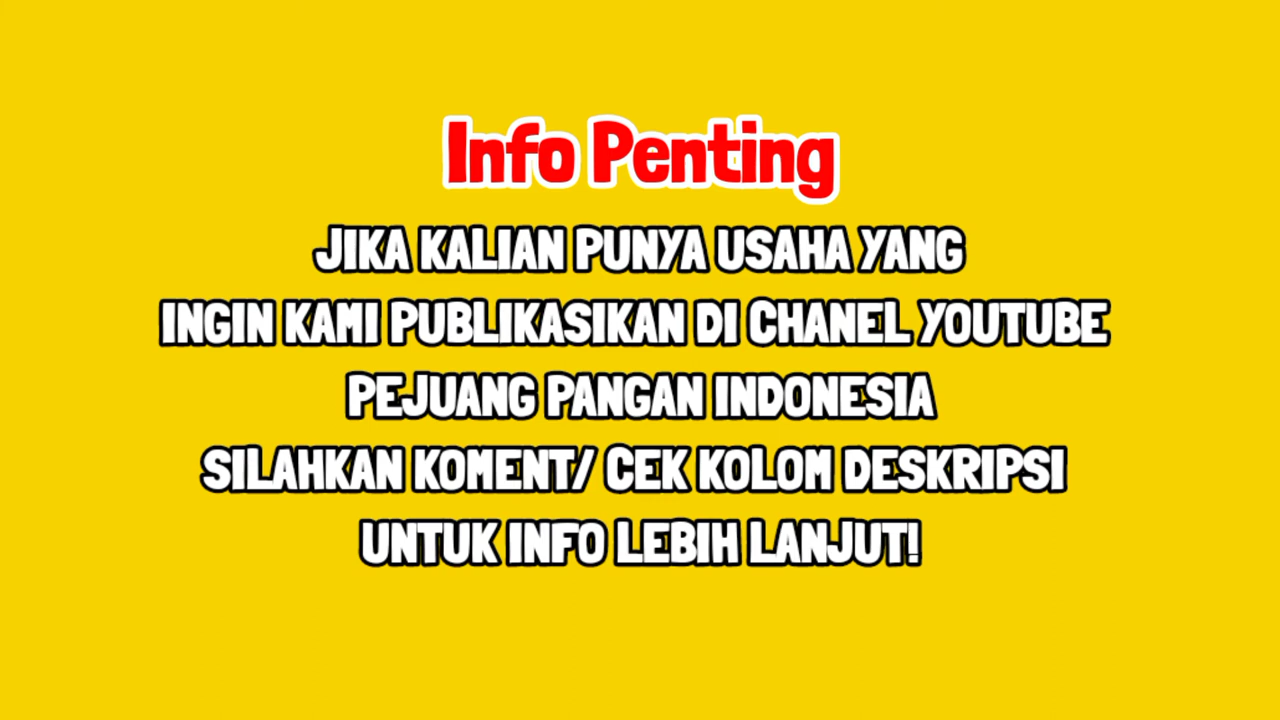 Info Penting
JIKA KALIAN PUNYA USAHA YANG
INGIN KAMI PUBLIKASIKAN DI CHANEL YOUTUBE
PEJUANG PANGAN INDONESIA
SILAHKAN KOMENT/ CEK KOLOM DESKRIPSI
UNTUK INFO LEBIH LANJUT!